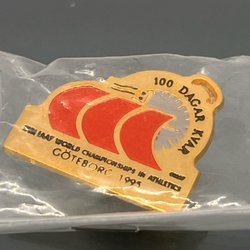 100 DAGAR KVAR
IAAF WORLD CHAMPIONSHIPS IN ATHLETICS
GÖTEBORG 1995